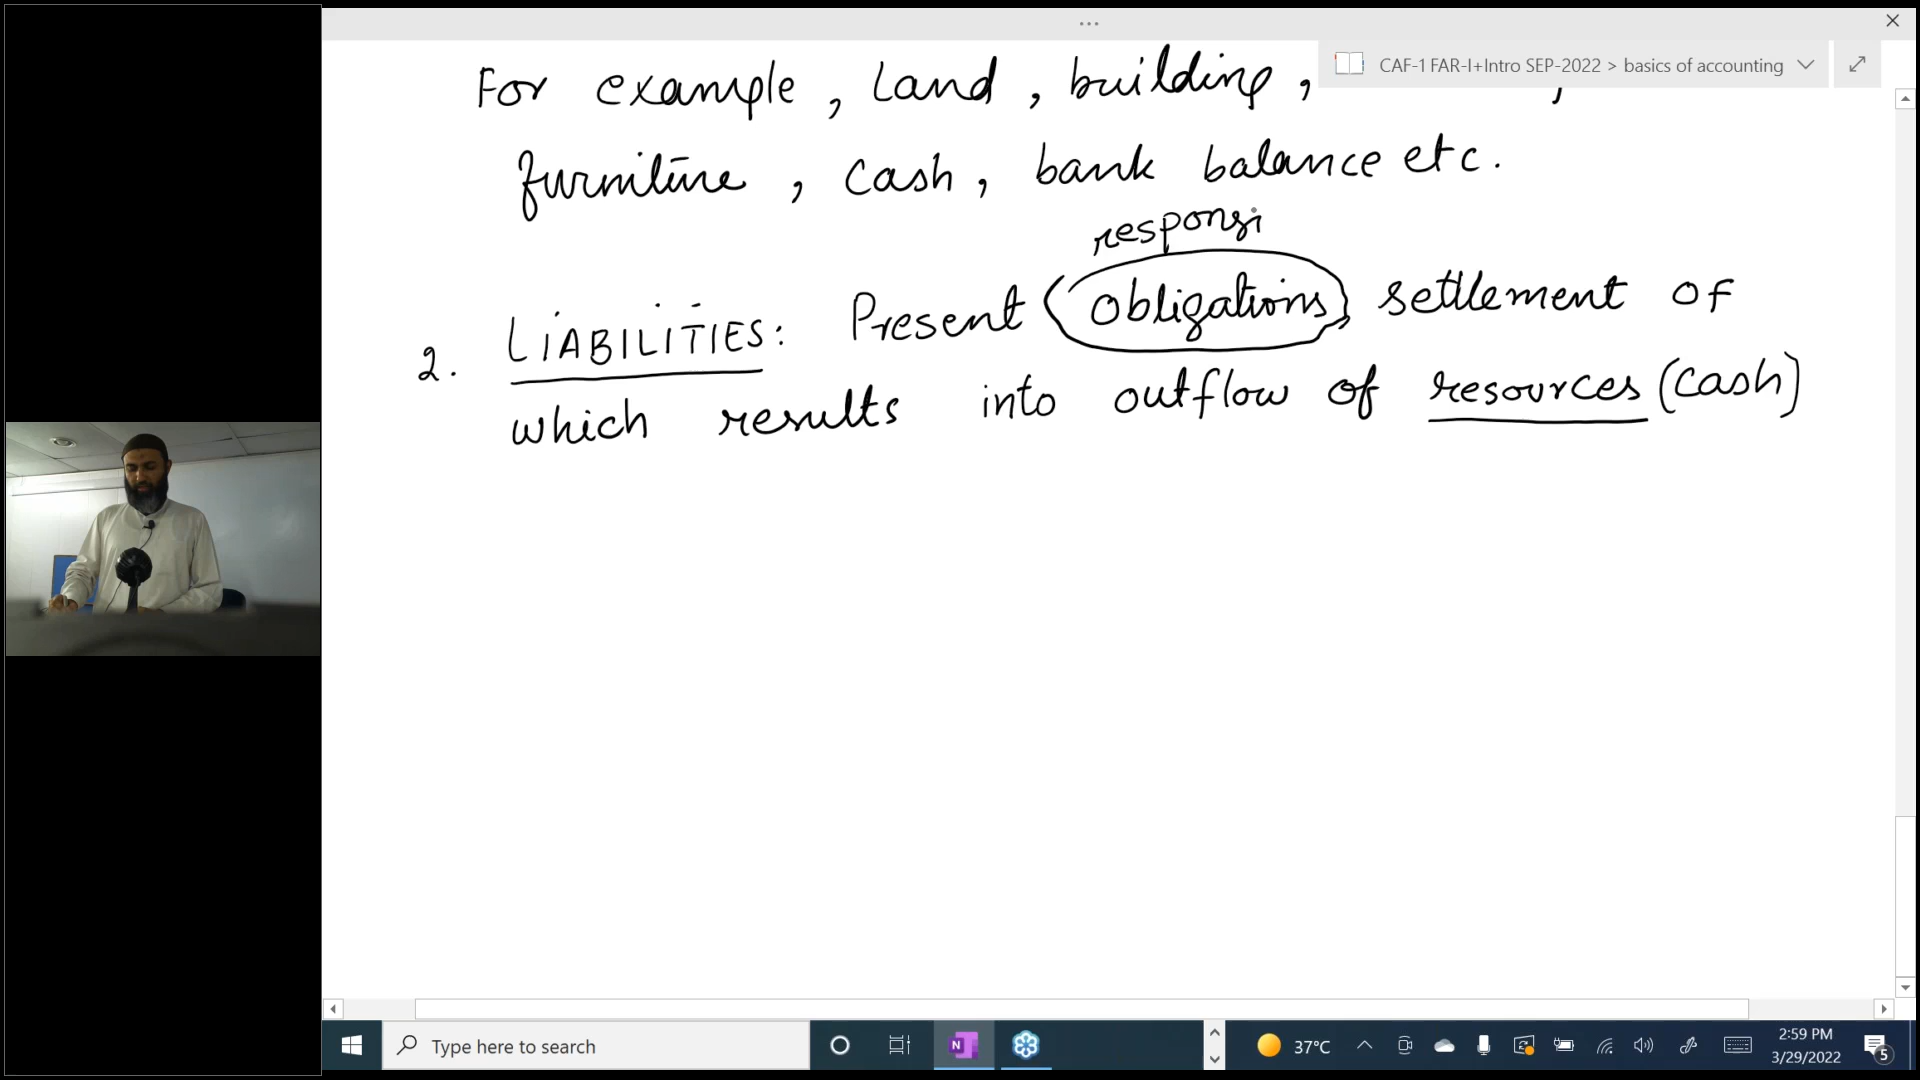 CAF-1 FAR-I+Intro SEP-2022 > basics of accounting
For example, Land, building,
furniture, cash, bank balance etc.
responsi
2. LIABILITIES: Present obligations, settlement of
which results into outflow of resources (cash)
Type here to search
N
37°C
2:59 PM
3/29/2022
5